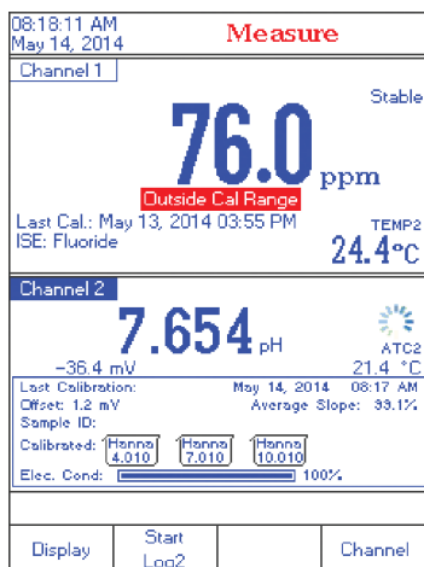 08:18:11 AM
May 14, 2014
Measure
Channel 1
Stable
76.0 ppm
Outside Cal Range
Last Cal.: May 13, 2014 03:55 PM
ISE: Fluoride
TEMP2
24.4°C
Channel 2
7.654 pH
-36.4 mV
ATC2
21.4 °C
Last Calibration: May 14, 2014 08:17 AM
Offset: 1.2 mV Average Slope: 99.1%
Sample ID:
Calibrated: Hanna 4.010 Hanna 7.010 Hanna 10.010
Elec. Cond: 100%
Display
Start Log2
Channel